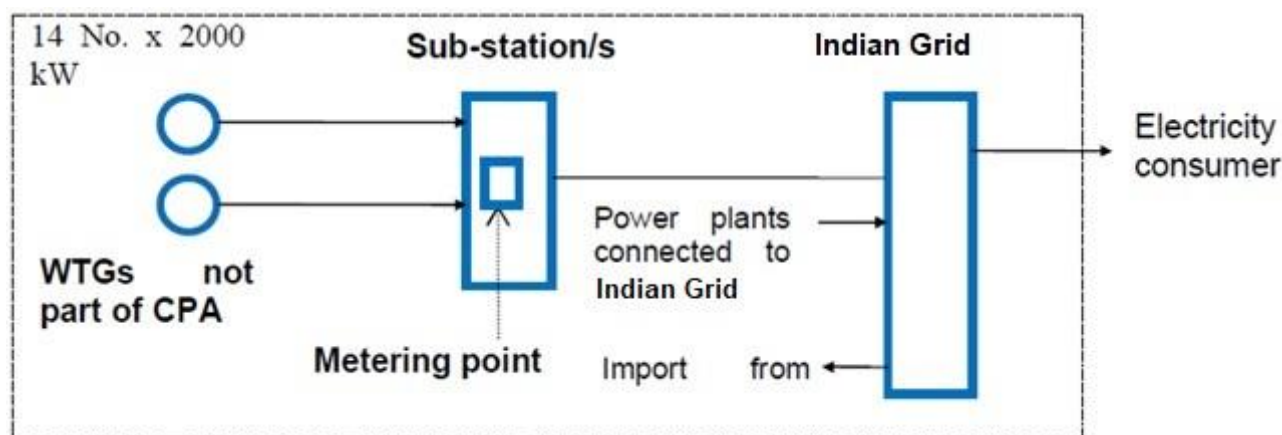 14 No. x 2000
kW
Sub-station/s
Indian Grid
Electricity
consumer
Power plants
connected to
Indian Grid
WTGs not
part of CPA
Metering point
Import from